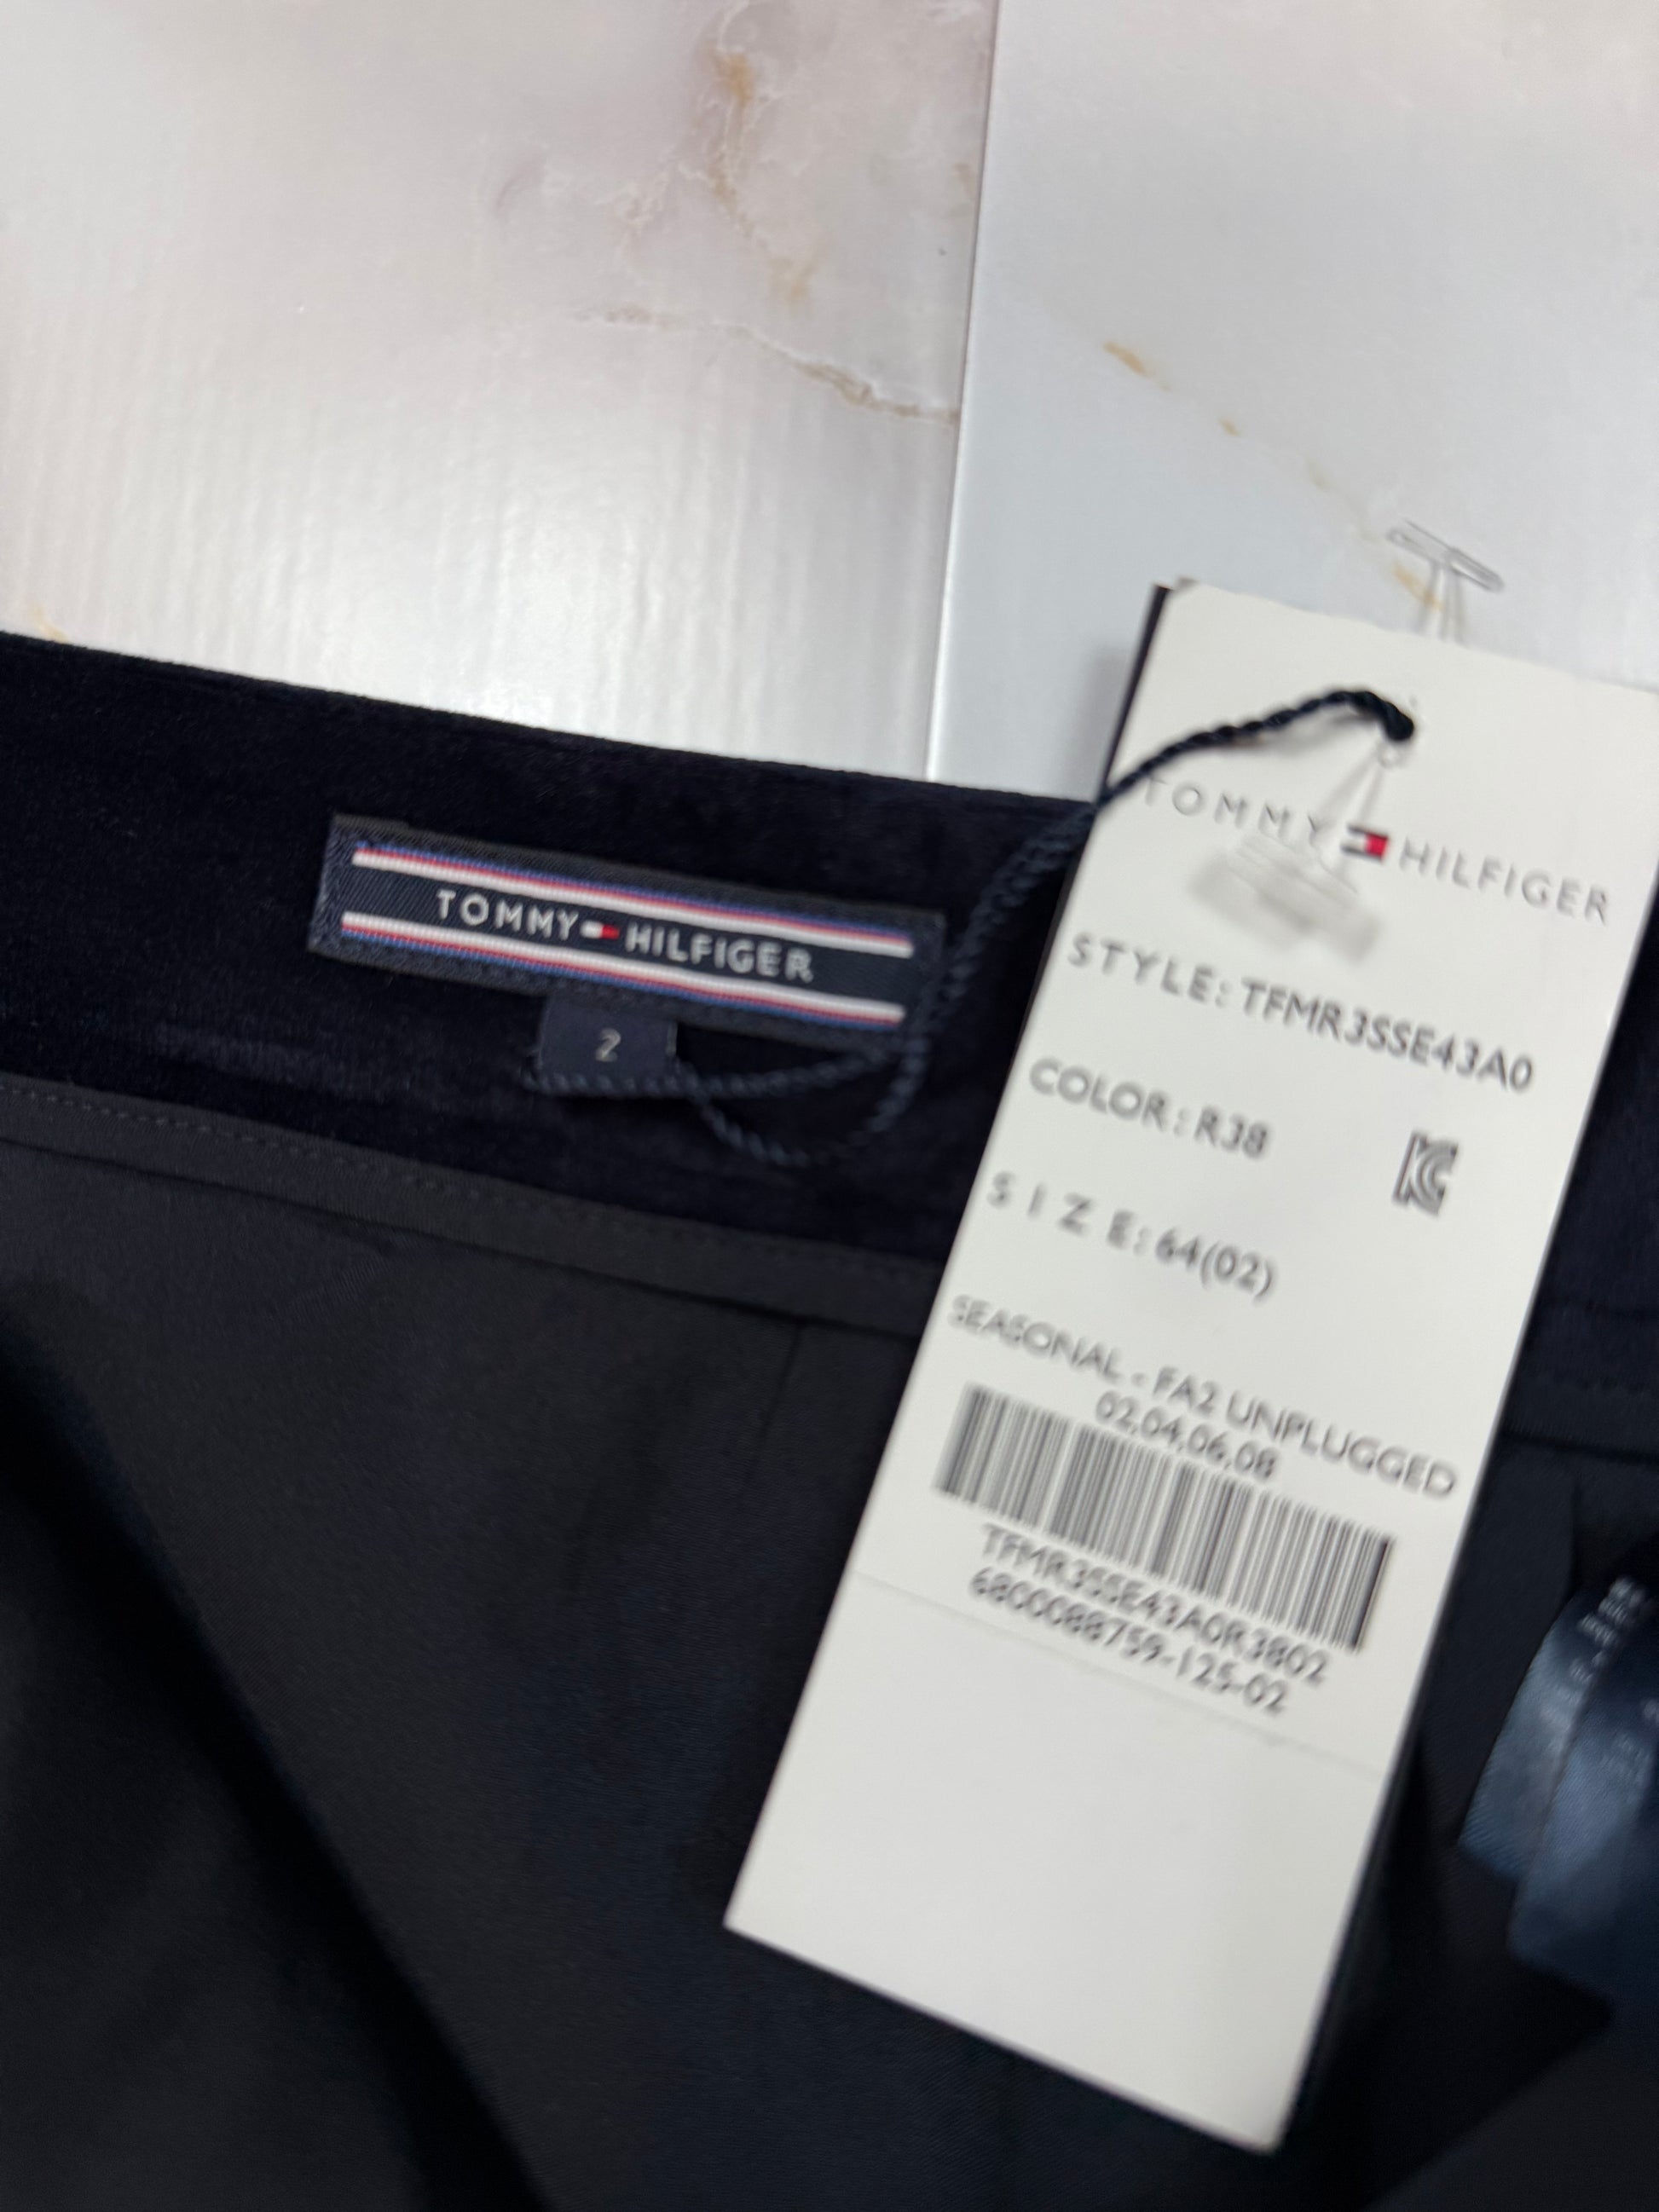 TOMMY HILFIGER
2
TOMMY HILFIGER
STYLE: TFMR3SSE43A0
COLOR: R38
KC
SIZE: 64(02)
SEASONAL - FA2 UNPLUGGED
02,04,06,08
TFMR3SSE43A0R3802
6800088759-125-02